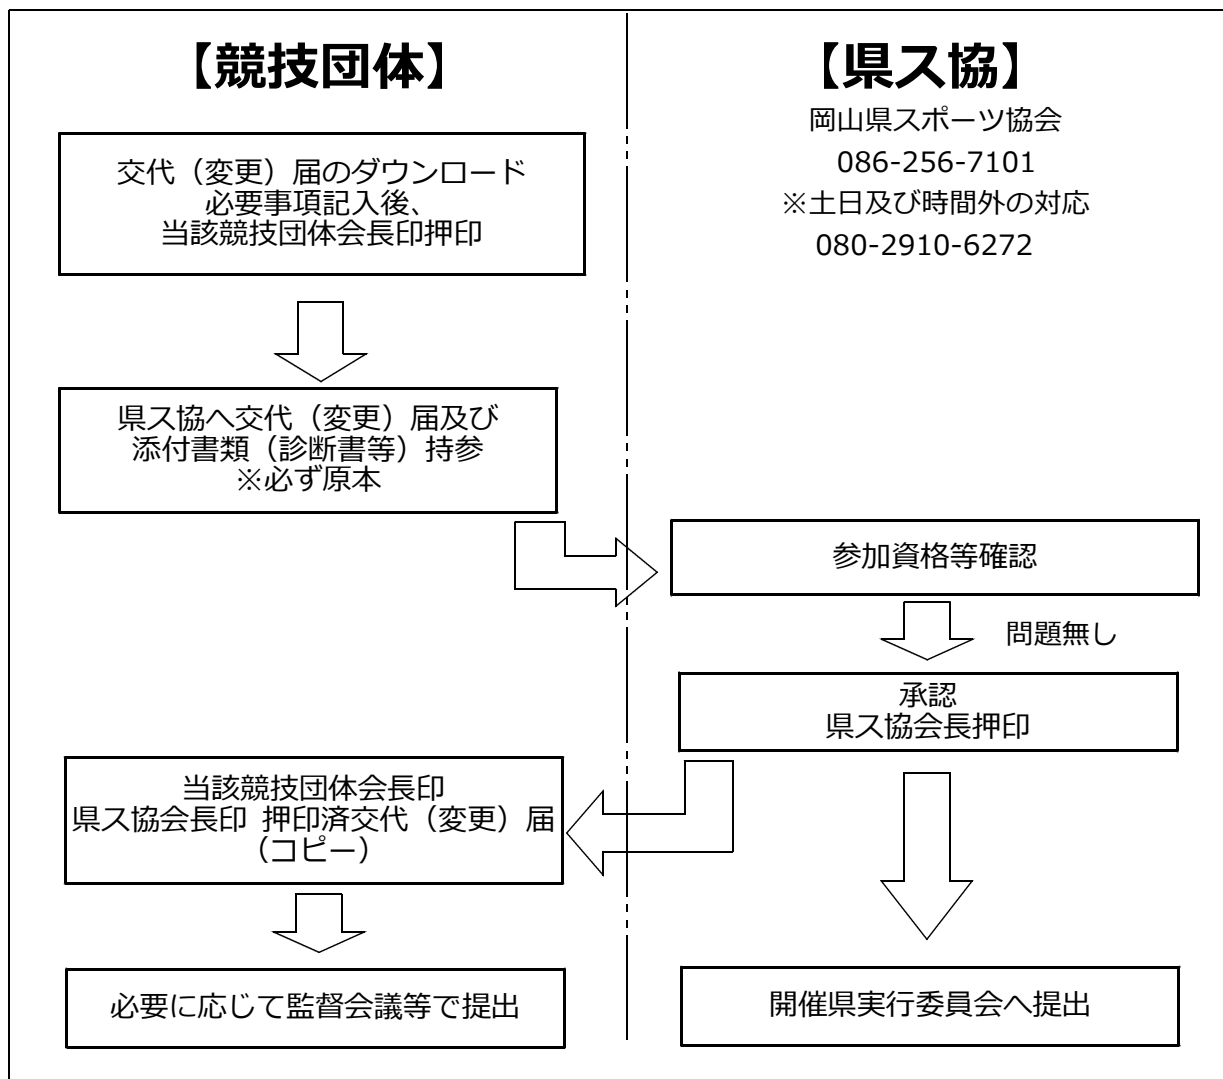 【競技団体】
【県ス協】
岡山県スポーツ協会
086-256-7101
※土日及び時間外の対応
080-2910-6272
交代（変更）届のダウンロード
必要事項記入後、
当該競技団体会長印押印
県ス協へ交代（変更）届及び
添付書類（診断書等）持参
※必ず原本
参加資格等確認
問題無し
承認
県ス協会長押印
当該競技団体会長印
県ス協会長印 押印済交代（変更）届
（コピー）
必要に応じて監督会議等で提出
開催県実行委員会へ提出